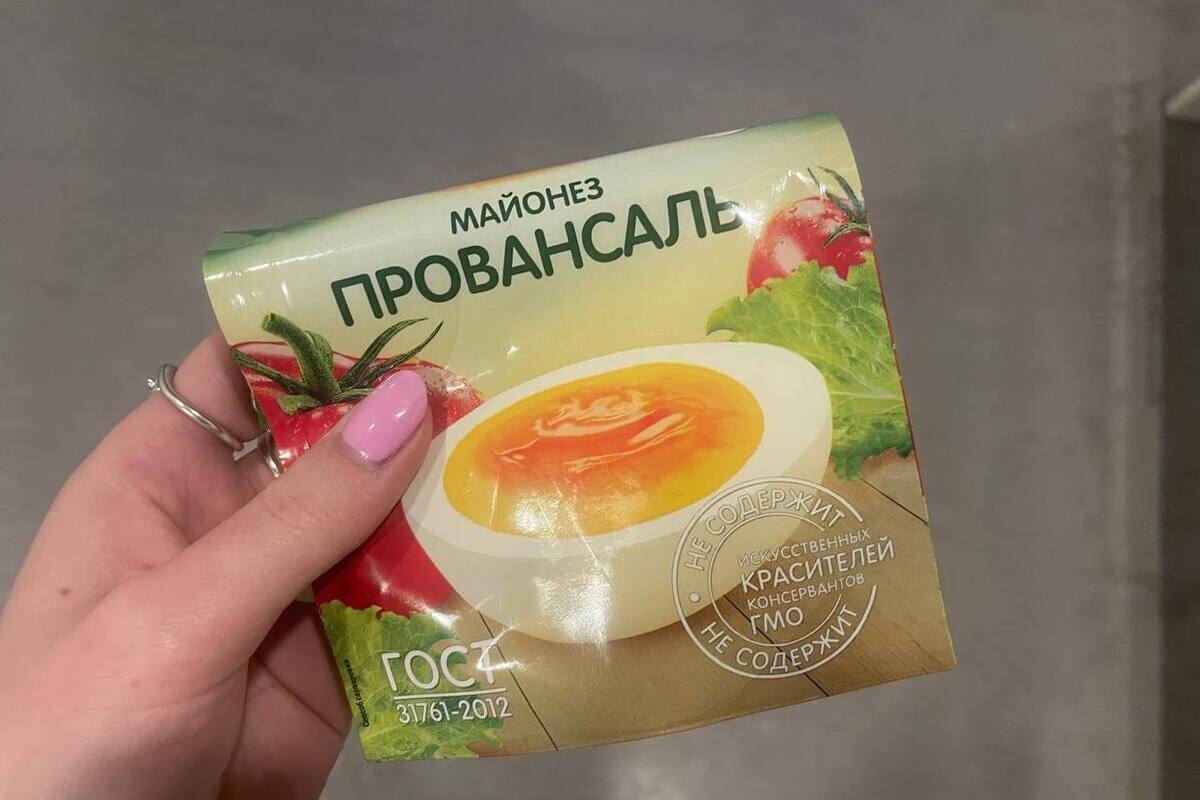 МАЙОНЕЗ
ПРОВАНСАЛЬ
НЕ СОДЕРЖИТ
ИСКУССТВЕННЫХ
КРАСИТЕЛЕЙ
КОНСЕРВАНТОВ
ГМО
НЕ СОДЕРЖИТ
ГОСТ
31761-2012